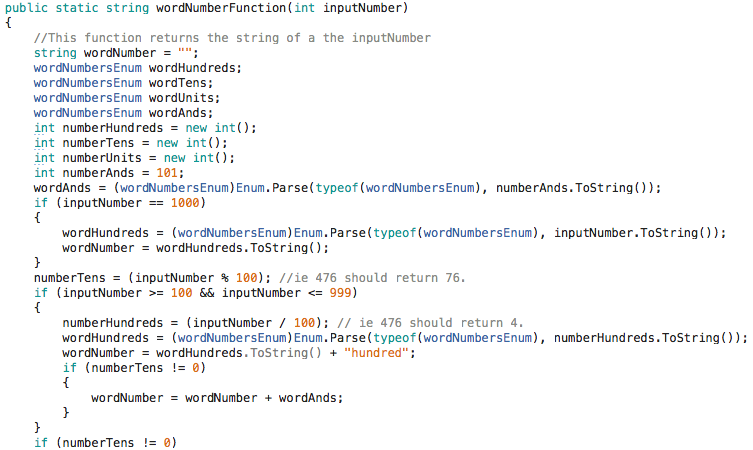 public static string wordNumberFunction(int inputNumber)
{
    //This function returns the string of a the inputNumber
    string wordNumber = "";
    wordNumbersEnum wordHundreds;
    wordNumbersEnum wordTens;
    wordNumbersEnum wordUnits;
    wordNumbersEnum wordAnds;
    int numberHundreds = new int();
    int numberTens = new int();
    int numberUnits = new int();
    int numberAnds = 101;
    wordAnds = (wordNumbersEnum)Enum.Parse(typeof(wordNumbersEnum), numberAnds.ToString());
    if (inputNumber == 1000)
    {
        wordHundreds = (wordNumbersEnum)Enum.Parse(typeof(wordNumbersEnum), inputNumber.ToString());
        wordNumber = wordHundreds.ToString();
    }
    numberTens = (inputNumber % 100); //ie 476 should return 76.
    if (inputNumber >= 100 && inputNumber <= 999)
    {
        numberHundreds = (inputNumber / 100); // ie 476 should return 4.
        wordHundreds = (wordNumbersEnum)Enum.Parse(typeof(wordNumbersEnum), numberHundreds.ToString());
        wordNumber = wordHundreds.ToString() + "hundred";
        if (numberTens != 0)
        {
            wordNumber = wordNumber + wordAnds;
        }
    }
    if (numberTens != 0)